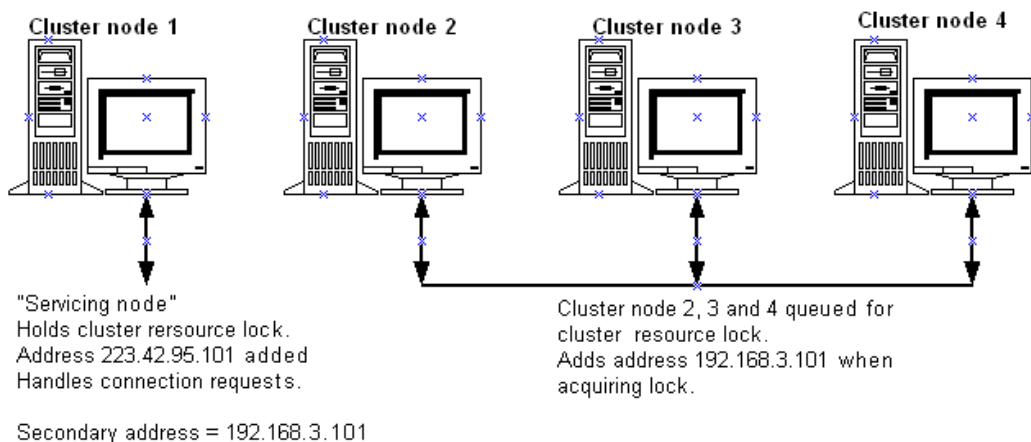 Cluster node 1
Cluster node 2
Cluster node 3
Cluster node 4
"Servicing node"
Holds cluster rersource lock.
Address 223.42.95.101 added
Handles connection requests.
Secondary address = 192.168.3.101
Cluster node 2, 3 and 4 queued for
cluster resource lock.
Adds address 192.168.3.101 when
acquiring lock.